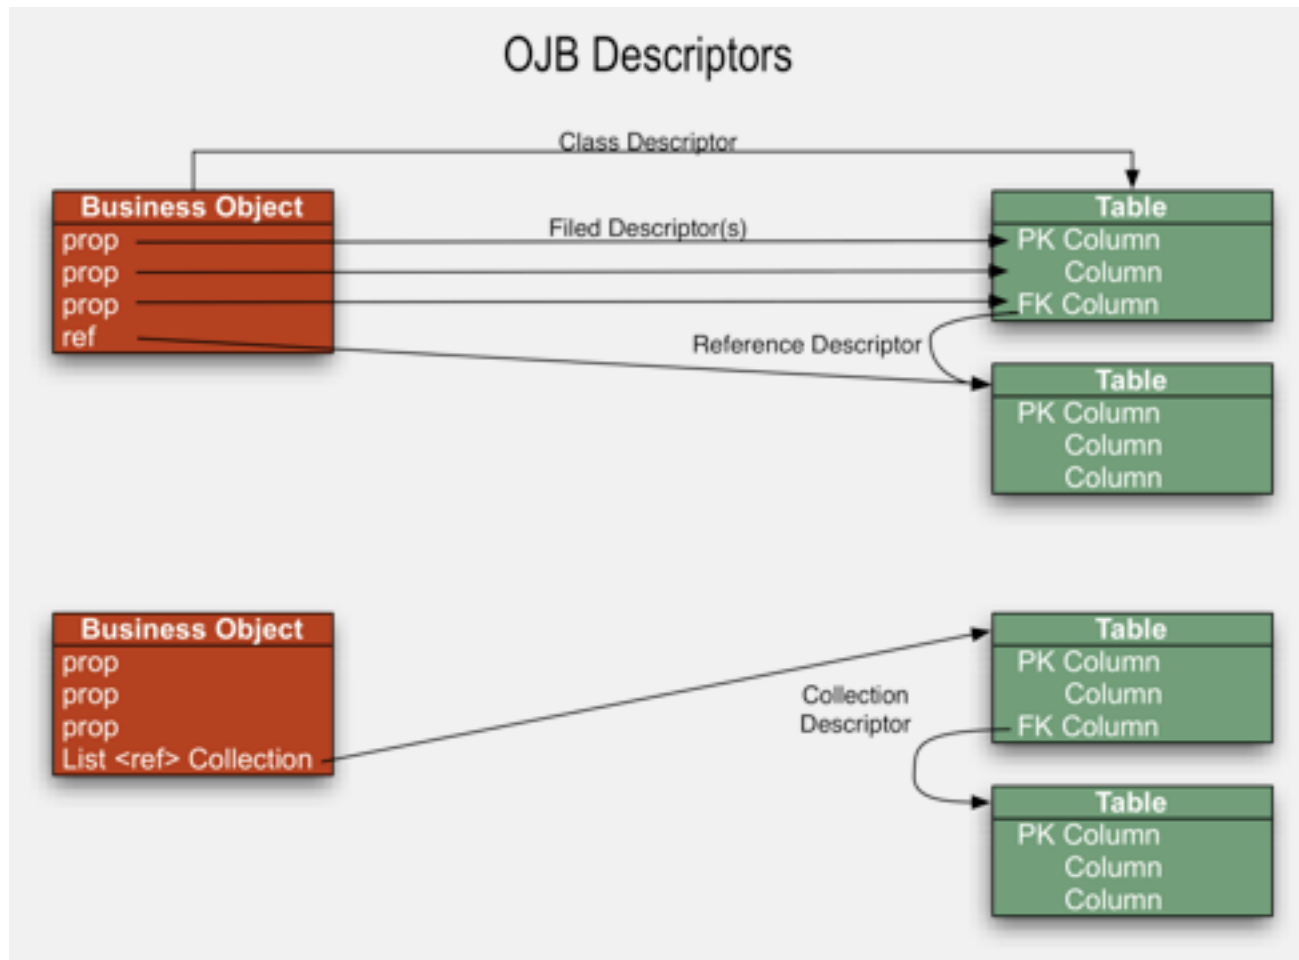 OJB Descriptors
Class Descriptor
Business Object
prop
prop
prop
ref
Filed Descriptor(s)
Reference Descriptor
Table
PK Column
Column
FK Column
Table
PK Column
Column
Column
Business Object
prop
prop
prop
List <ref> Collection
Collection
Descriptor
Table
PK Column
Column
FK Column
Table
PK Column
Column
Column